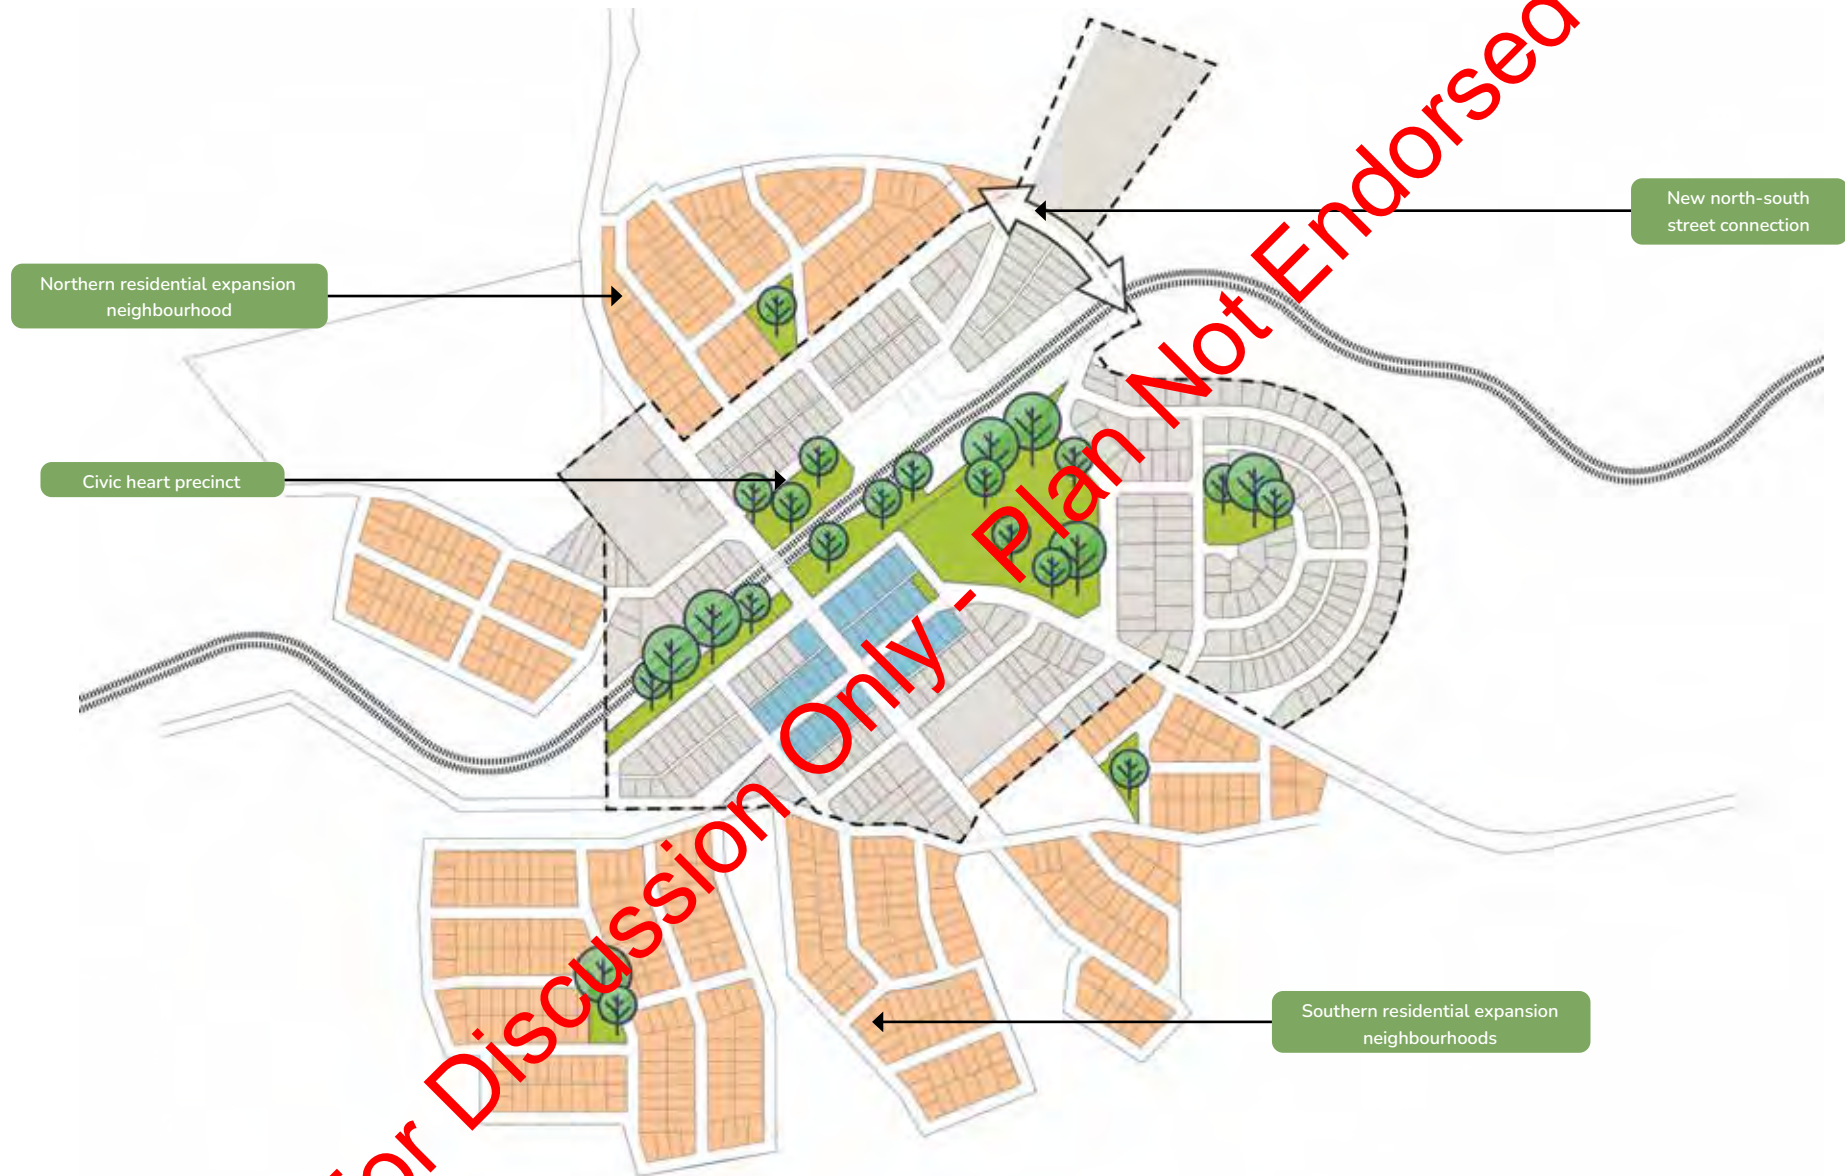 New north-south
street connection
Northern residential expansion
neighbourhood
Civic heart precinct
Southern residential expansion
neighbourhoods
For Discussion Only - Plan Not Endorsed